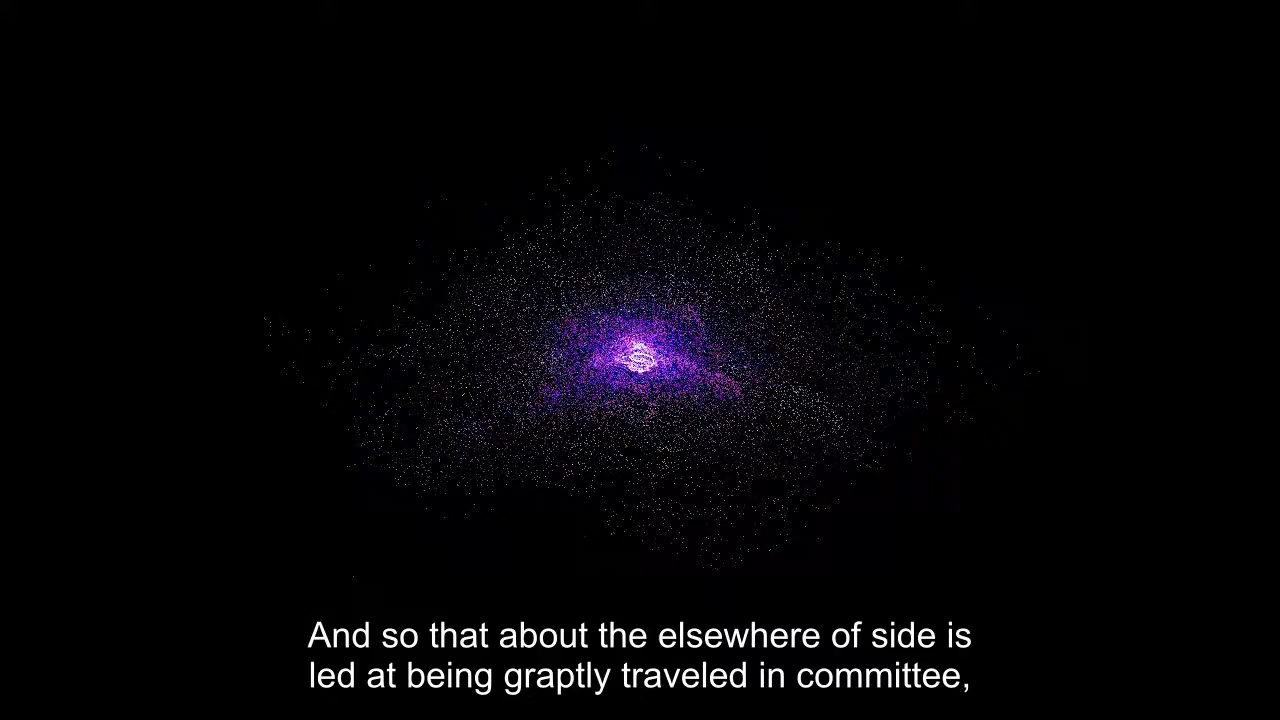 And so that about the elsewhere of side is
led at being graptly traveled in committee,